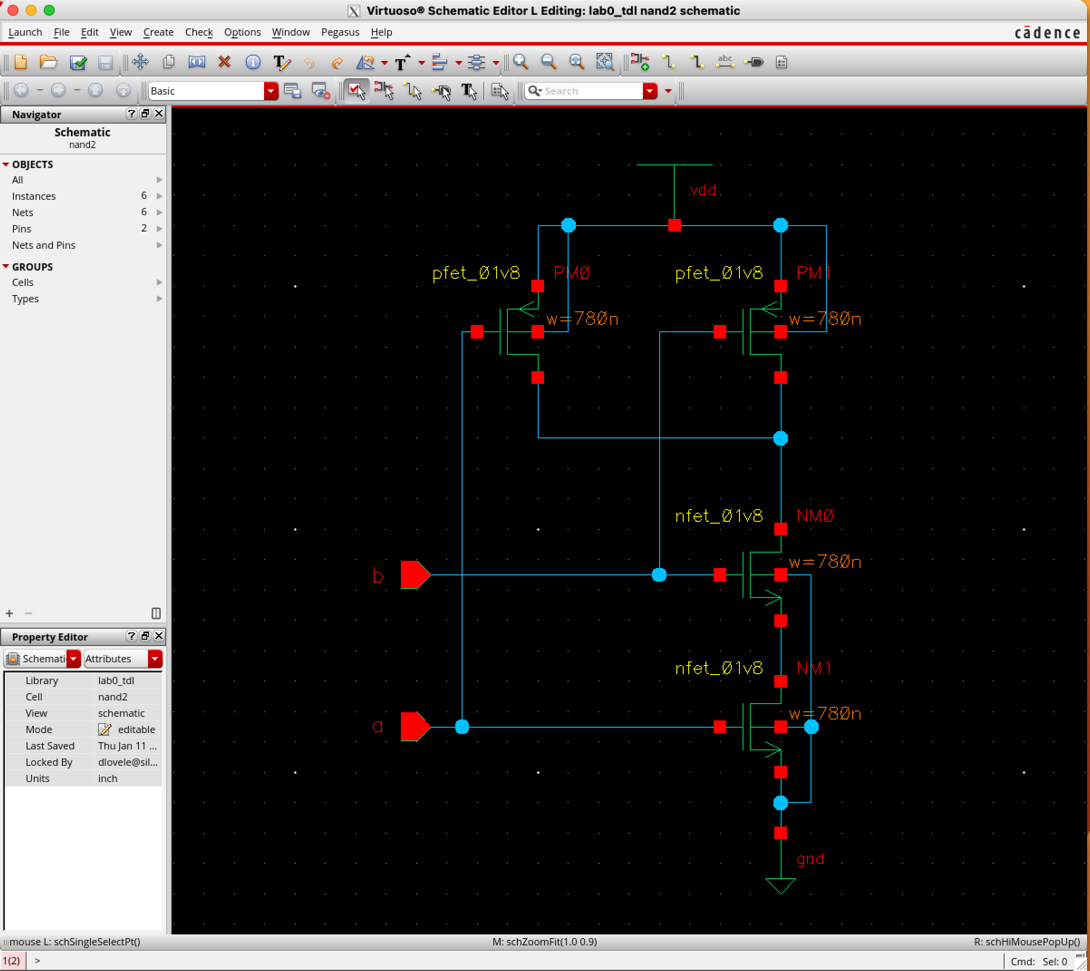 Virtuoso® Schematic Editor L Editing: lab0_tdl nand2 schematic
Launch File Edit View Create Check Options Window Pegasus Help
cādence
Basic
Search
Navigator
Schematic
nand2
OBJECTS
All
Instances 6
Nets 6
Pins 2
Nets and Pins
GROUPS
Cells
Types
vdd
pfet_01v8 PM0
w=780n
pfet_01v8 PM1
w=780n
nfet_01v8 NM0
w=780n
b
nfet_01v8 NM1
w=780n
a
gnd
Property Editor
Schemati Attributes
Library lab0_tdl
Cell nand2
View schematic
Mode editable
Last Saved Thu Jan 11 ...
Locked By dlovele@sil...
Units inch
mouse L: schSingleSelectPt() M: schZoomFit(1.0 0.9) R: schHiMousePopUp()
1(2) > Cmd: Sel: 0